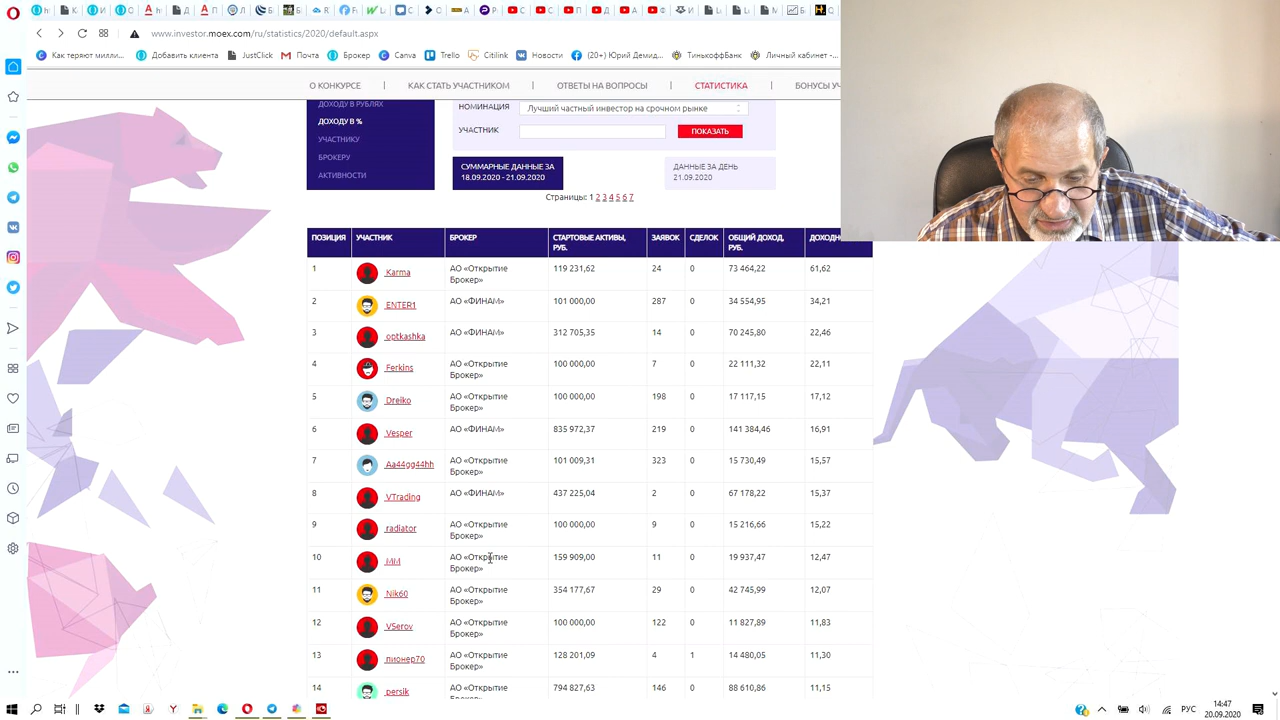 www.investor.moex.com/ru/statistics/2020/default.aspx
Как теряют милли...
Добавить клиента
JustClick
Почта
Брокер
Canva
Trello
Citilink
Новости
(20+) Юрий Демид...
ТинькоффБанк
Личный кабинет -...
О КОНКУРСЕ
КАК СТАТЬ УЧАСТНИКОМ
ОТВЕТЫ НА ВОПРОСЫ
СТАТИСТИКА
БОНУСЫ УЧ
ДОХОДУ В РУБЛЯХ
ДОХОДУ В %
УЧАСТНИКУ
БРОКЕРУ
АКТИВНОСТИ
НОМИНАЦИЯ Лучший частный инвестор на срочном рынке
УЧАСТНИК
ПОКАЗАТЬ
СУММАРНЫЕ ДАННЫЕ ЗА
18.09.2020 - 21.09.2020
ДАННЫЕ ЗА ДЕНЬ
21.09.2020
Страницы: 1 2 3 4 5 6 7
ПОЗИЦИЯ УЧАСТНИК БРОКЕР СТАРТОВЫЕ АКТИВЫ, РУБ. ЗАЯВОК СДЕЛОК ОБЩИЙ ДОХОД, РУБ. ДОХОДН
1 Karma АО «Открытие Брокер» 119 231,62 24 0 73 464,22 61,62
2 ENTER1 АО «ФИНАМ» 101 000,00 287 0 34 554,95 34,21
3 optkashka АО «ФИНАМ» 312 705,35 14 0 70 245,80 22,46
4 Ferkins АО «Открытие Брокер» 100 000,00 7 0 22 111,32 22,11
5 Dreiko АО «Открытие Брокер» 100 000,00 198 0 17 117,15 17,12
6 Vesper АО «ФИНАМ» 835 972,37 219 0 141 384,46 16,91
7 Aa44gg44hh АО «Открытие Брокер» 101 009,31 323 0 15 730,49 15,57
8 VTrading АО «ФИНАМ» 437 225,04 2 0 67 178,22 15,37
9 radiator АО «Открытие Брокер» 100 000,00 9 0 15 216,66 15,22
10 MiM АО «Открытие Брокер» 159 909,00 11 0 19 937,47 12,47
11 Nik60 АО «Открытие Брокер» 354 177,67 29 0 42 745,99 12,07
12 VSerov АО «Открытие Брокер» 100 000,00 122 0 11 827,89 11,83
13 пионер70 АО «Открытие Брокер» 128 201,09 4 1 14 480,05 11,30
14 persik АО «Открытие 794 827,63 146 0 88 610,86 11,15
РУС
14:47
20.09.2020